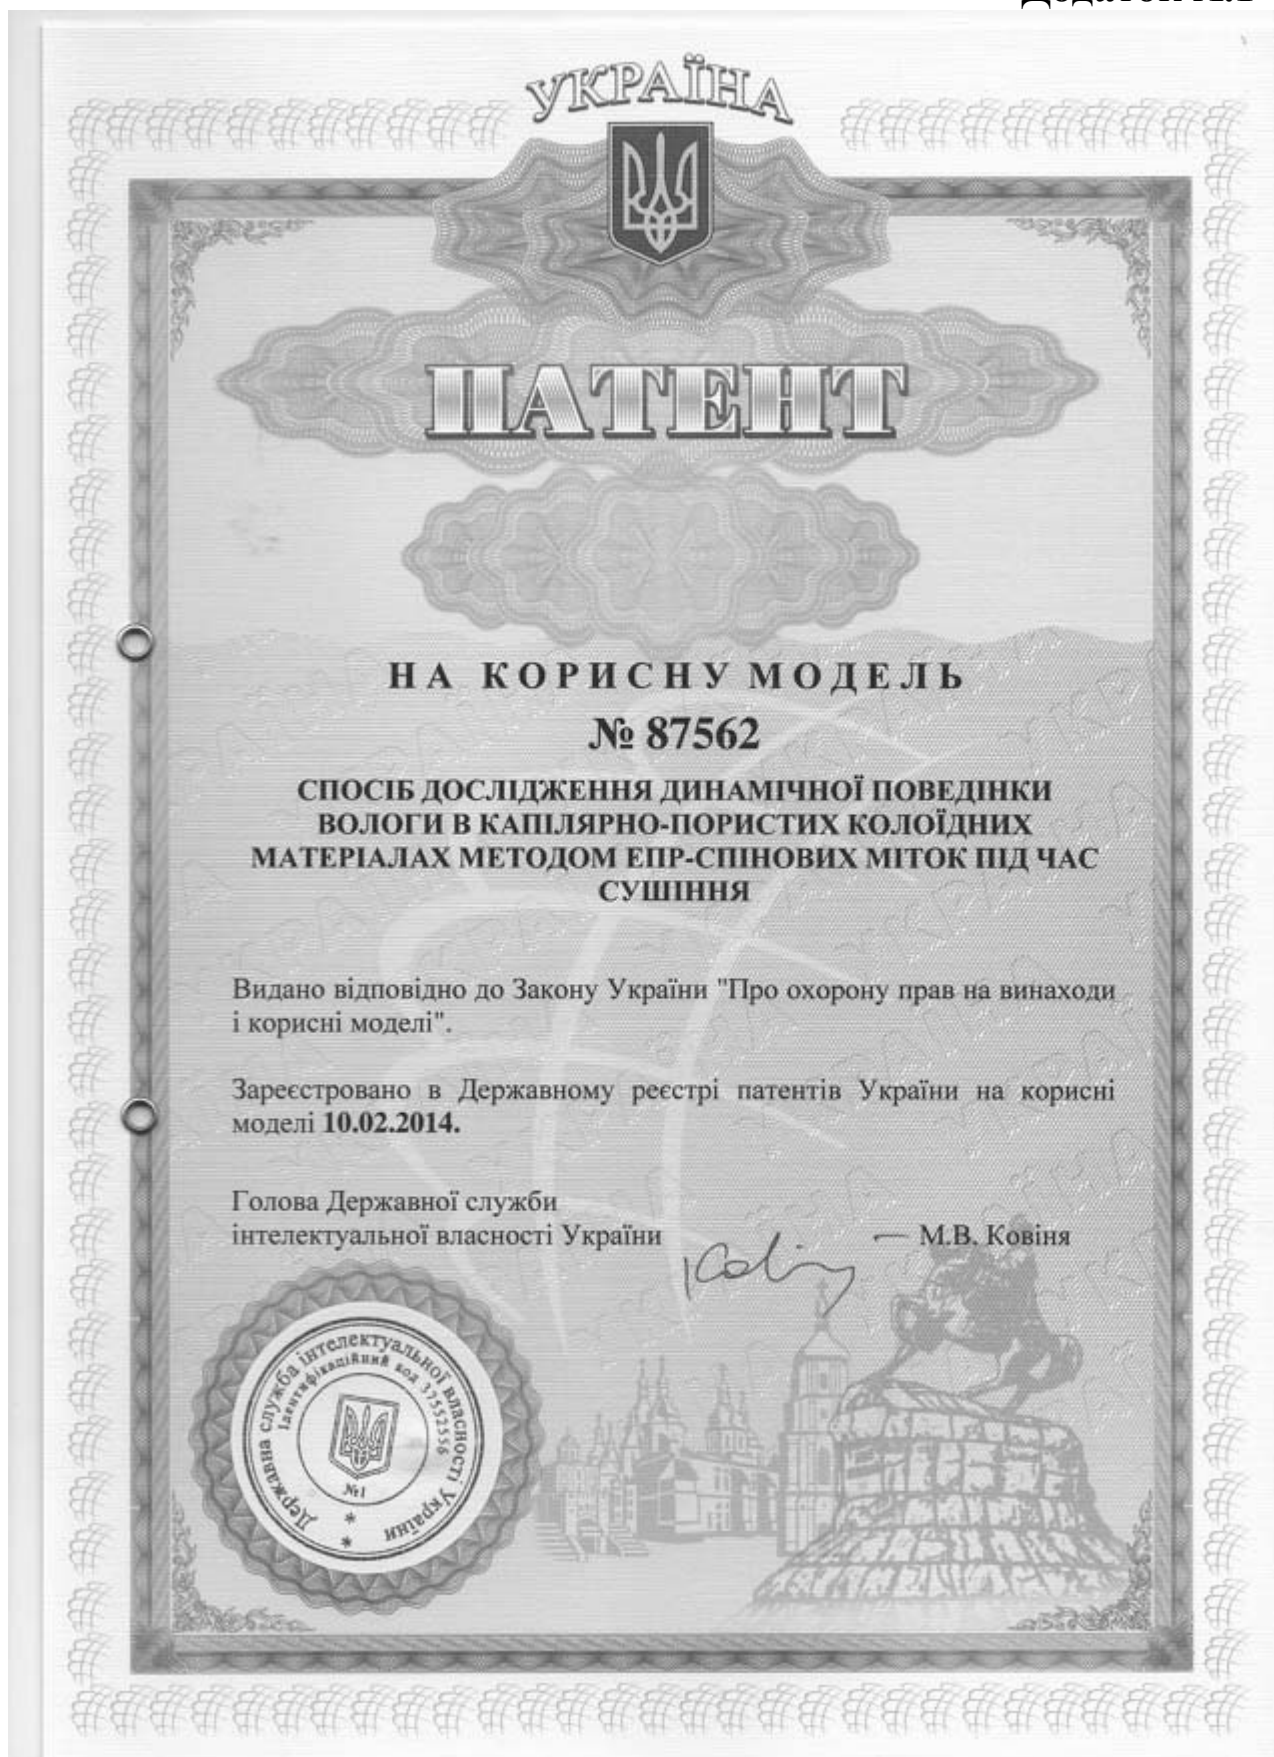 УКРАЇНА
ПАТЕНТ
НА КОРИСНУ МОДЕЛЬ
№ 87562
СПОСІБ ДОСЛІДЖЕННЯ ДИНАМІЧНОЇ ПОВЕДІНКИ
ВОЛОГИ В КАПІЛЯРНО-ПОРИСТИХ КОЛОЇДНИХ
МАТЕРІАЛАХ МЕТОДОМ ЕПР-СПІНОВИХ МІТОК ПІД ЧАС
СУШІННЯ
Видано відповідно до Закону України "Про охорону прав на винаходи
і корисні моделі".
Зареєстровано в Державному реєстрі патентів України на корисні
моделі 10.02.2014.
Голова Державної служби
інтелектуальної власності України — М.В. Ковіня
Державна служба інтелектуальної власності України
Ідентифікаційний код 37552556
№1